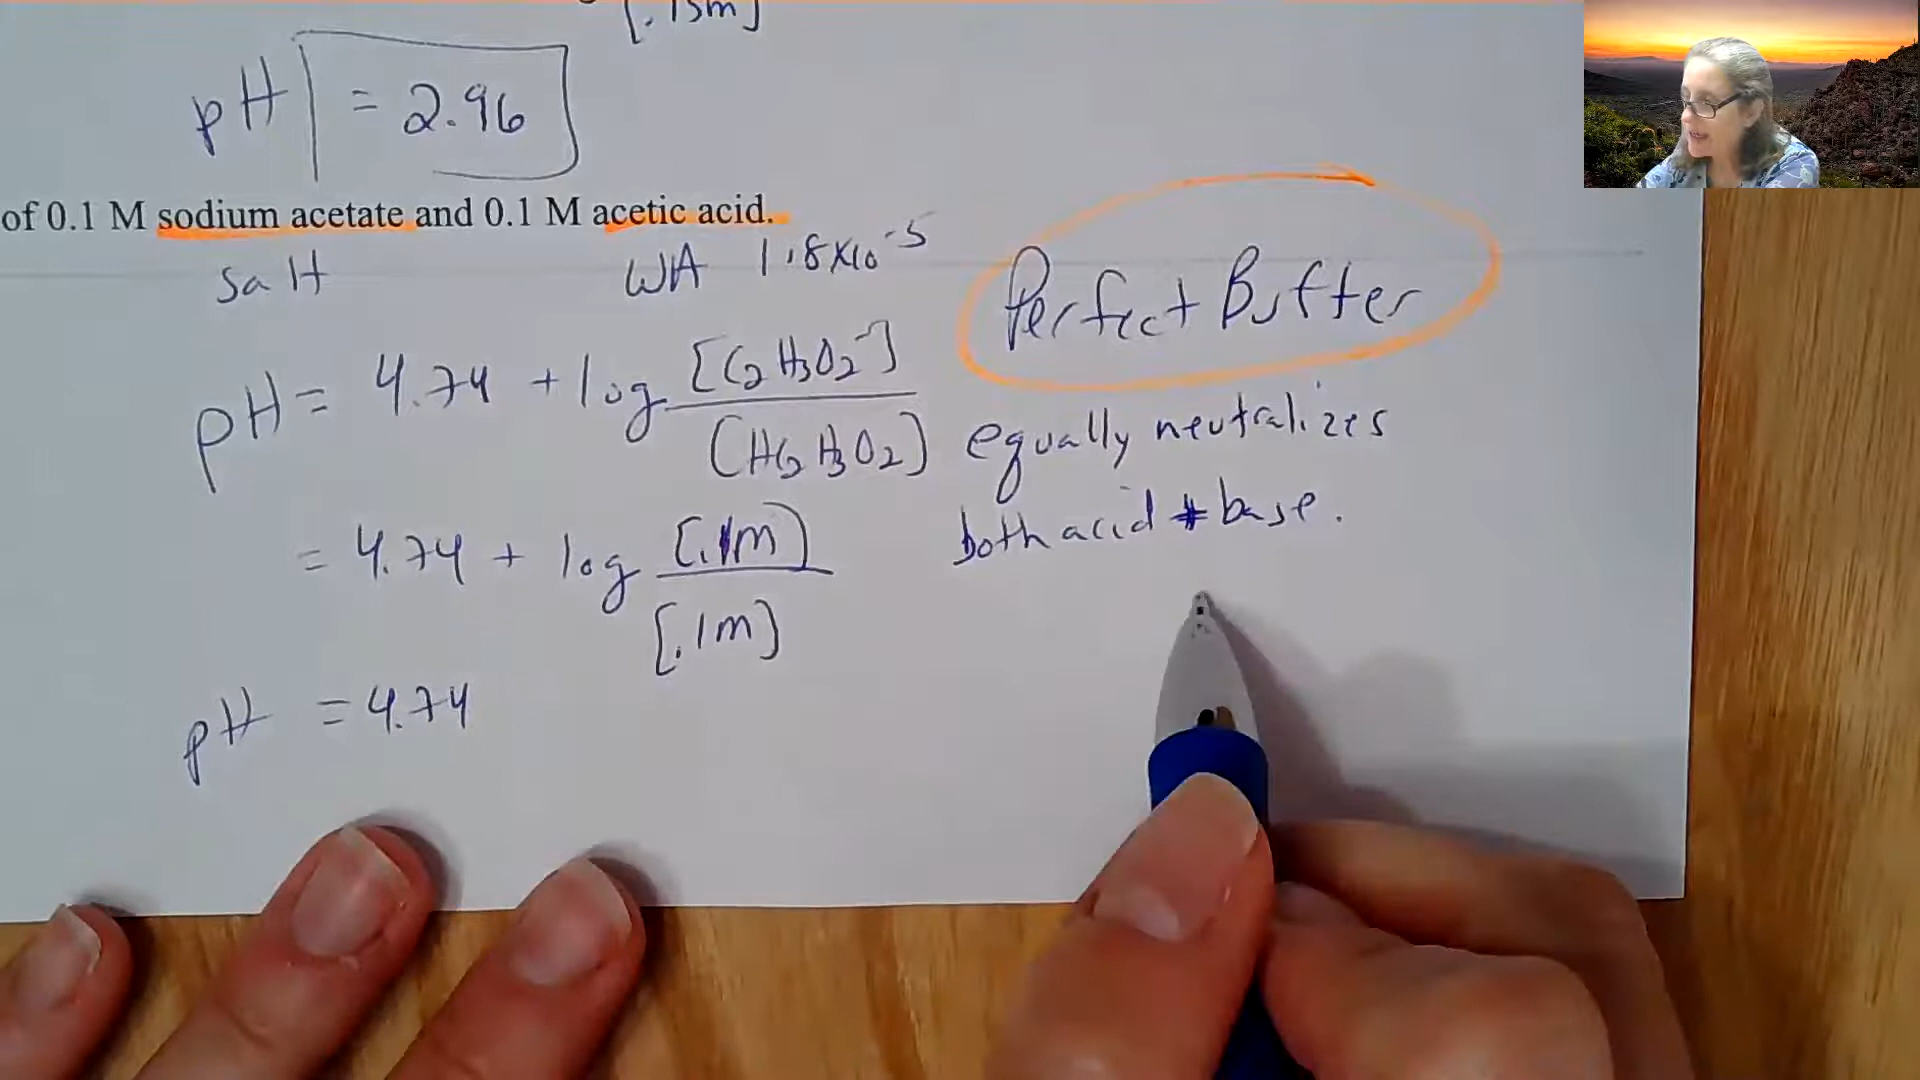 [.15m]
pH = 2.96
of 0.1 M sodium acetate and 0.1 M acetic acid.
salt WA 1.8x10^-5
Perfect Buffer
pH = 4.74 + log [C2H3O2^-] / (HC2H3O2)
equally neutralizes
both acid + base.
= 4.74 + log [.1m) / [.1m]
pH = 4.74